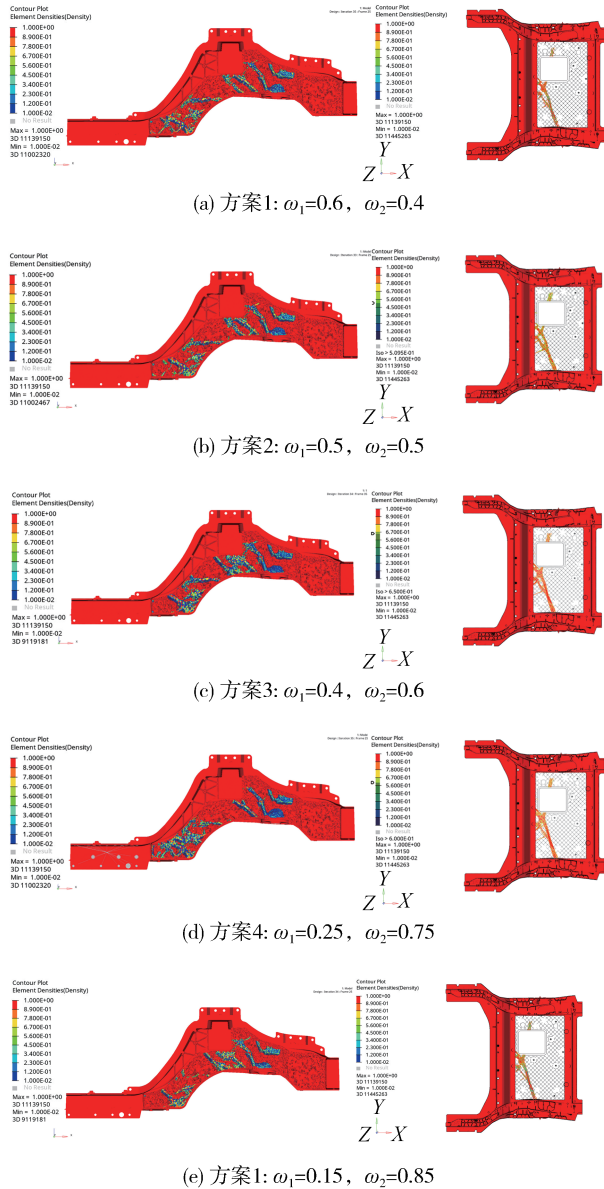 Contour Plot
Element Densities(Density)
1.000E+00
8.900E-01
7.800E-01
6.700E-01
5.600E-01
4.500E-01
3.400E-01
2.300E-01
1.200E-01
1.000E-02
No Result
Max = 1.000E+00
3D 11139150
Min = 1.000E-02
3D 11002320
Contour Plot
Element Densities(Density)
1.000E+00
8.900E-01
7.800E-01
6.700E-01
5.600E-01
4.500E-01
3.400E-01
2.300E-01
1.200E-01
1.000E-02
No Result
Max = 1.000E+00
3D 11139150
Min = 1.000E-02
3D 11445263
Y
Z X
(a) 方案1: ω₁=0.6, ω₂=0.4
Contour Plot
Element Densities(Density)
1.000E+00
8.900E-01
7.800E-01
6.700E-01
5.600E-01
4.500E-01
3.400E-01
2.300E-01
1.200E-01
1.000E-02
No Result
Max = 1.000E+00
3D 11139150
Min = 1.000E-02
3D 11002467
Contour Plot
Element Densities(Density)
1.000E+00
8.900E-01
7.800E-01
6.700E-01
5.600E-01
4.500E-01
3.400E-01
2.300E-01
1.200E-01
1.000E-02
No Result
Iso > 5.095E-01
Max = 1.000E+00
3D 11139150
Min = 1.000E-02
3D 11445263
Y
Z X
(b) 方案2: ω₁=0.5, ω₂=0.5
Contour Plot
Element Densities(Density)
1.000E+00
8.900E-01
7.800E-01
6.700E-01
5.600E-01
4.500E-01
3.400E-01
2.300E-01
1.200E-01
1.000E-02
No Result
Max = 1.000E+00
3D 11139150
Min = 1.000E-02
3D 9119181
Contour Plot
Element Densities(Density)
1.000E+00
8.900E-01
7.800E-01
6.700E-01
5.600E-01
4.500E-01
3.400E-01
2.300E-01
1.200E-01
1.000E-02
No Result
Iso > 6.500E-01
Max = 1.000E+00
3D 11139150
Min = 1.000E-02
3D 11445263
Y
Z X
(c) 方案3: ω₁=0.4, ω₂=0.6
Contour Plot
Element Densities(Density)
1.000E+00
8.900E-01
7.800E-01
6.700E-01
5.600E-01
4.500E-01
3.400E-01
2.300E-01
1.200E-01
1.000E-02
No Result
Max = 1.000E+00
3D 11139150
Min = 1.000E-02
3D 11002320
Contour Plot
Element Densities(Density)
1.000E+00
8.900E-01
7.800E-01
6.700E-01
5.600E-01
4.500E-01
3.400E-01
2.300E-01
1.200E-01
1.000E-02
No Result
Iso > 6.000E-01
Max = 1.000E+00
3D 11139150
Min = 1.000E-02
3D 11445263
Y
Z X
(d) 方案4: ω₁=0.25, ω₂=0.75
Contour Plot
Element Densities(Density)
1.000E+00
8.900E-01
7.800E-01
6.700E-01
5.600E-01
4.500E-01
3.400E-01
2.300E-01
1.200E-01
1.000E-02
No Result
Max = 1.000E+00
3D 11139150
Min = 1.000E-02
3D 9119181
Contour Plot
Element Densities(Density)
1.000E+00
8.900E-01
7.800E-01
6.700E-01
5.600E-01
4.500E-01
3.400E-01
2.300E-01
1.200E-01
1.000E-02
No Result
Max = 1.000E+00
3D 11139150
Min = 1.000E-02
3D 11445263
Y
Z X
(e) 方案1: ω₁=0.15, ω₂=0.85